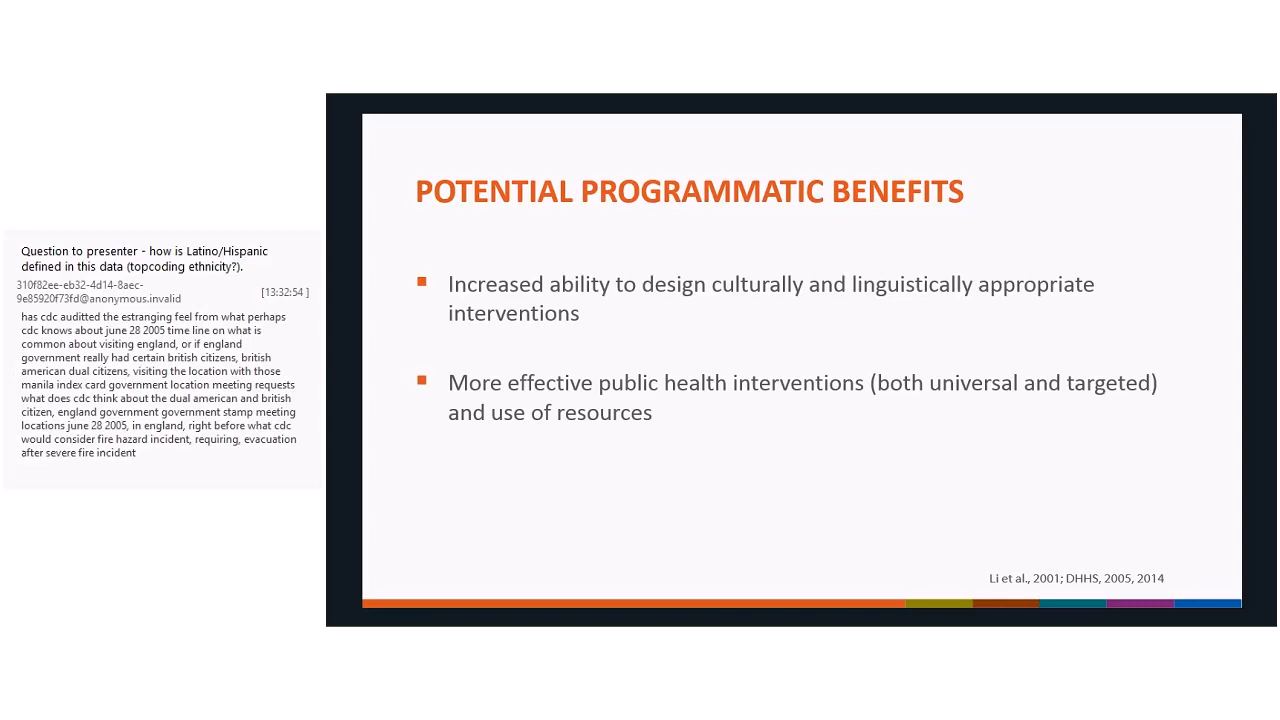 Question to presenter - how is Latino/Hispanic
defined in this data (topcoding ethnicity?).
310f82ee-eb32-4d14-8aec-
9e85920f73fd@anonymous.invalid
[13:32:54 ]
has cdc auditted the estranging feel from what perhaps
cdc knows about june 28 2005 time line on what is
common about visiting england, or if england
government really had certain british citizens, british
american dual citizens, visiting the location with those
manila index card government location meeting requests
what does cdc think about the dual american and british
citizen, england government government stamp meeting
locations june 28 2005, in england, right before what cdc
would consider fire hazard incident, requiring, evacuation
after severe fire incident
POTENTIAL PROGRAMMATIC BENEFITS
Increased ability to design culturally and linguistically appropriate
interventions
More effective public health interventions (both universal and targeted)
and use of resources
Li et al., 2001; DHHS, 2005, 2014